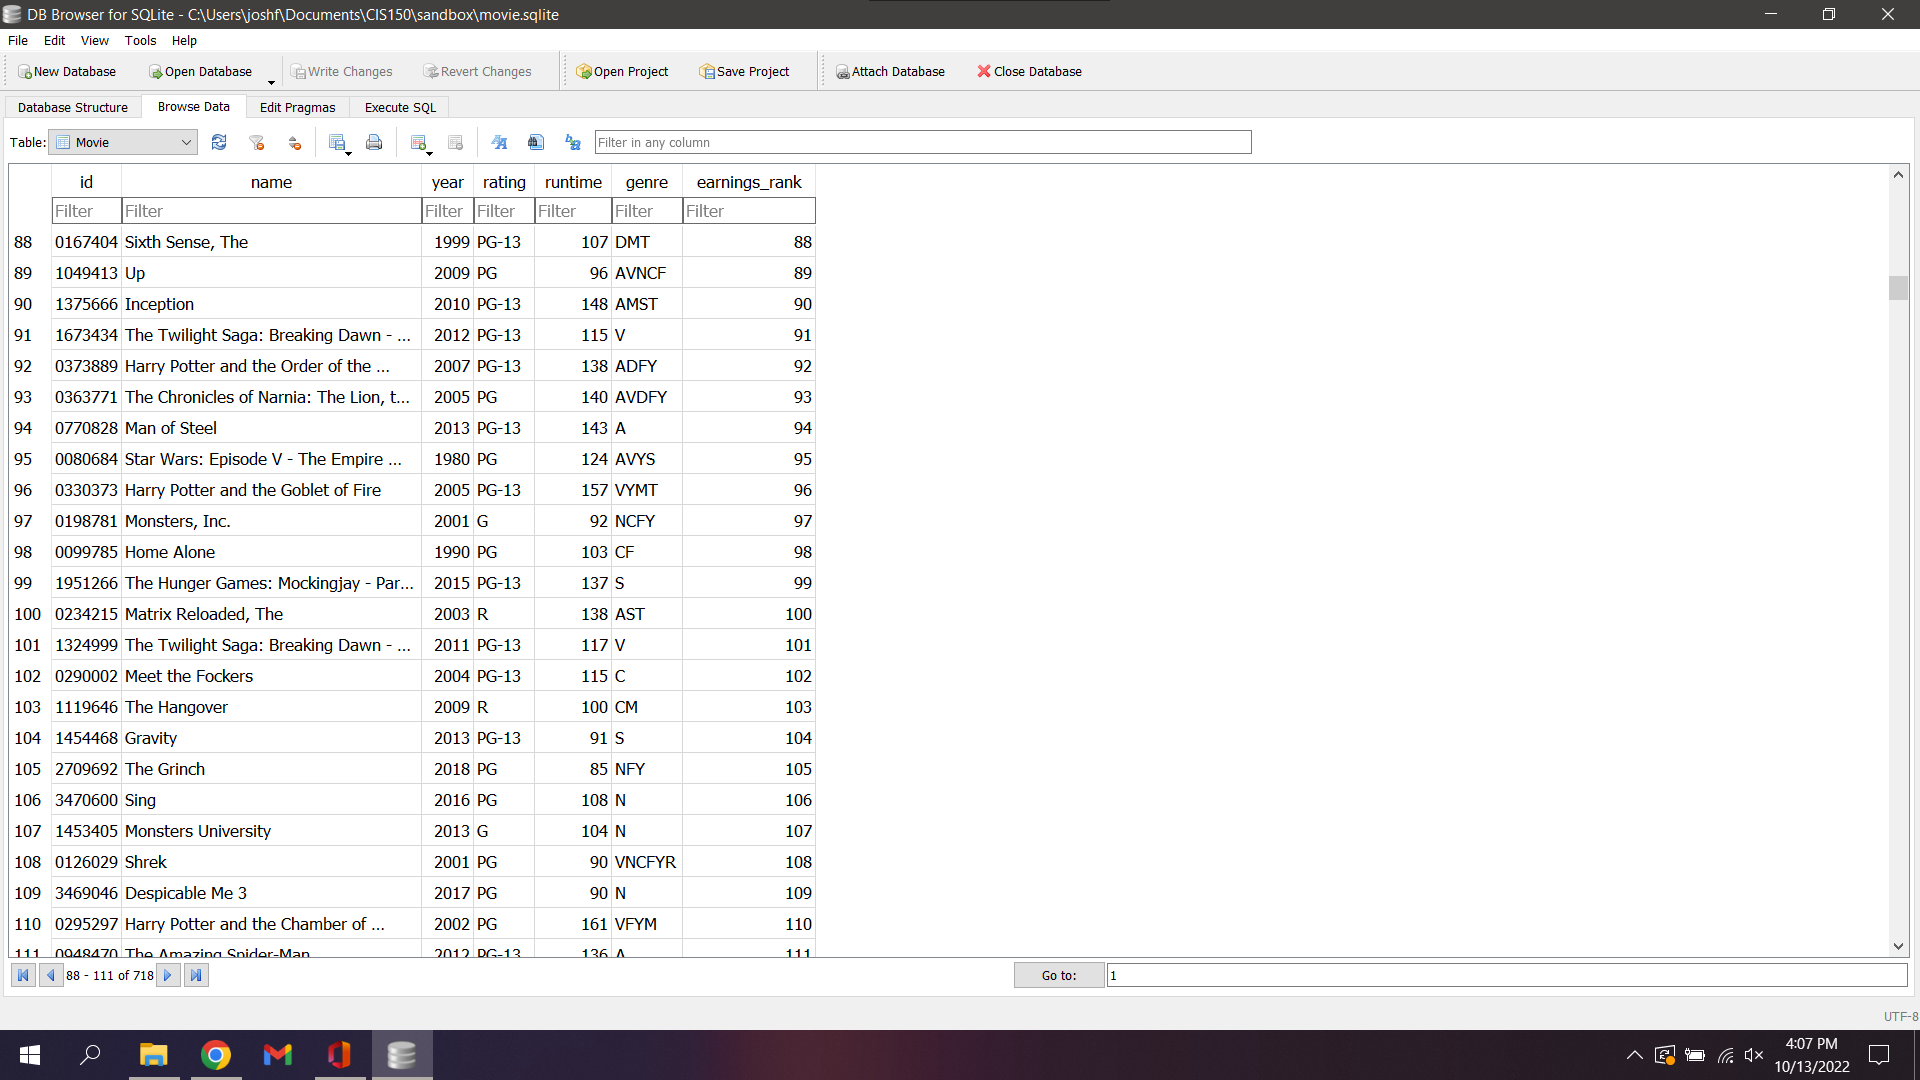 DB Browser for SQLite - C:\Users\joshf\Documents\CIS150\sandbox\movie.sqlite
File Edit View Tools Help
New Database Open Database Write Changes Revert Changes Open Project Save Project Attach Database Close Database
Database Structure Browse Data Edit Pragmas Execute SQL
Table: Movie Filter in any column
id name year rating runtime genre earnings_rank
Filter Filter Filter Filter Filter Filter Filter
88 0167404 Sixth Sense, The 1999 PG-13 107 DMT 88
89 1049413 Up 2009 PG 96 AVNCF 89
90 1375666 Inception 2010 PG-13 148 AMST 90
91 1673434 The Twilight Saga: Breaking Dawn - ... 2012 PG-13 115 V 91
92 0373889 Harry Potter and the Order of the ... 2007 PG-13 138 ADFY 92
93 0363771 The Chronicles of Narnia: The Lion, t... 2005 PG 140 AVDFY 93
94 0770828 Man of Steel 2013 PG-13 143 A 94
95 0080684 Star Wars: Episode V - The Empire ... 1980 PG 124 AVYS 95
96 0330373 Harry Potter and the Goblet of Fire 2005 PG-13 157 VYMT 96
97 0198781 Monsters, Inc. 2001 G 92 NCFY 97
98 0099785 Home Alone 1990 PG 103 CF 98
99 1951266 The Hunger Games: Mockingjay - Par... 2015 PG-13 137 S 99
100 0234215 Matrix Reloaded, The 2003 R 138 AST 100
101 1324999 The Twilight Saga: Breaking Dawn - ... 2011 PG-13 117 V 101
102 0290002 Meet the Fockers 2004 PG-13 115 C 102
103 1119646 The Hangover 2009 R 100 CM 103
104 1454468 Gravity 2013 PG-13 91 S 104
105 2709692 The Grinch 2018 PG 85 NFY 105
106 3470600 Sing 2016 PG 108 N 106
107 1453405 Monsters University 2013 G 104 N 107
108 0126029 Shrek 2001 PG 90 VNCFYR 108
109 3469046 Despicable Me 3 2017 PG 90 N 109
110 0295297 Harry Potter and the Chamber of ... 2002 PG 161 VFYM 110
111 0948470 The Amazing Spider-Man 2012 PG-13 136 A 111
88 - 111 of 718 Go to: 1
UTF-8
4:07 PM
10/13/2022